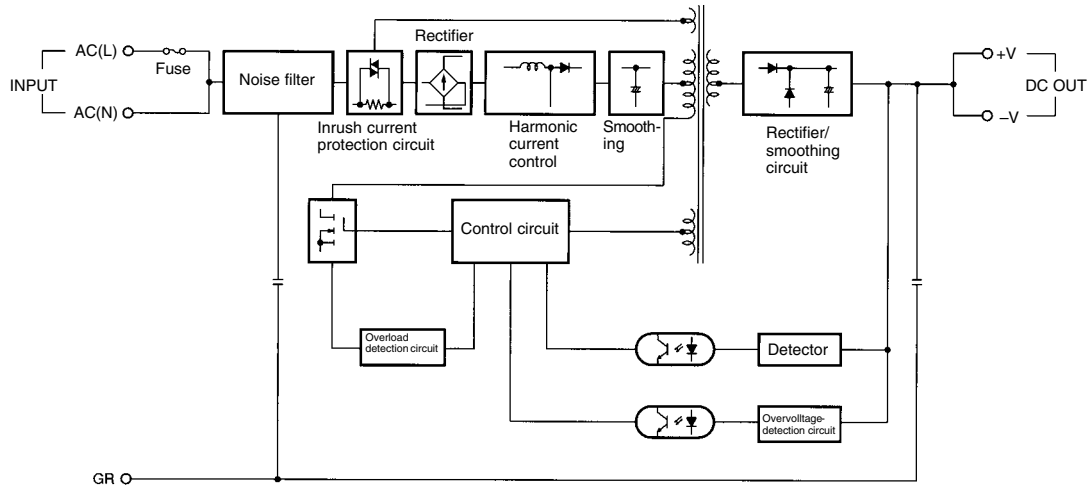 INPUT
AC(L)
Fuse
AC(N)
Noise filter
Inrush current
protection circuit
Rectifier
Harmonic
current
control
Smooth-
ing
Rectifier/
smoothing
circuit
+V
DC OUT
–V
Control circuit
Overload
detection circuit
Detector
Overvoltage-
detection circuit
GR